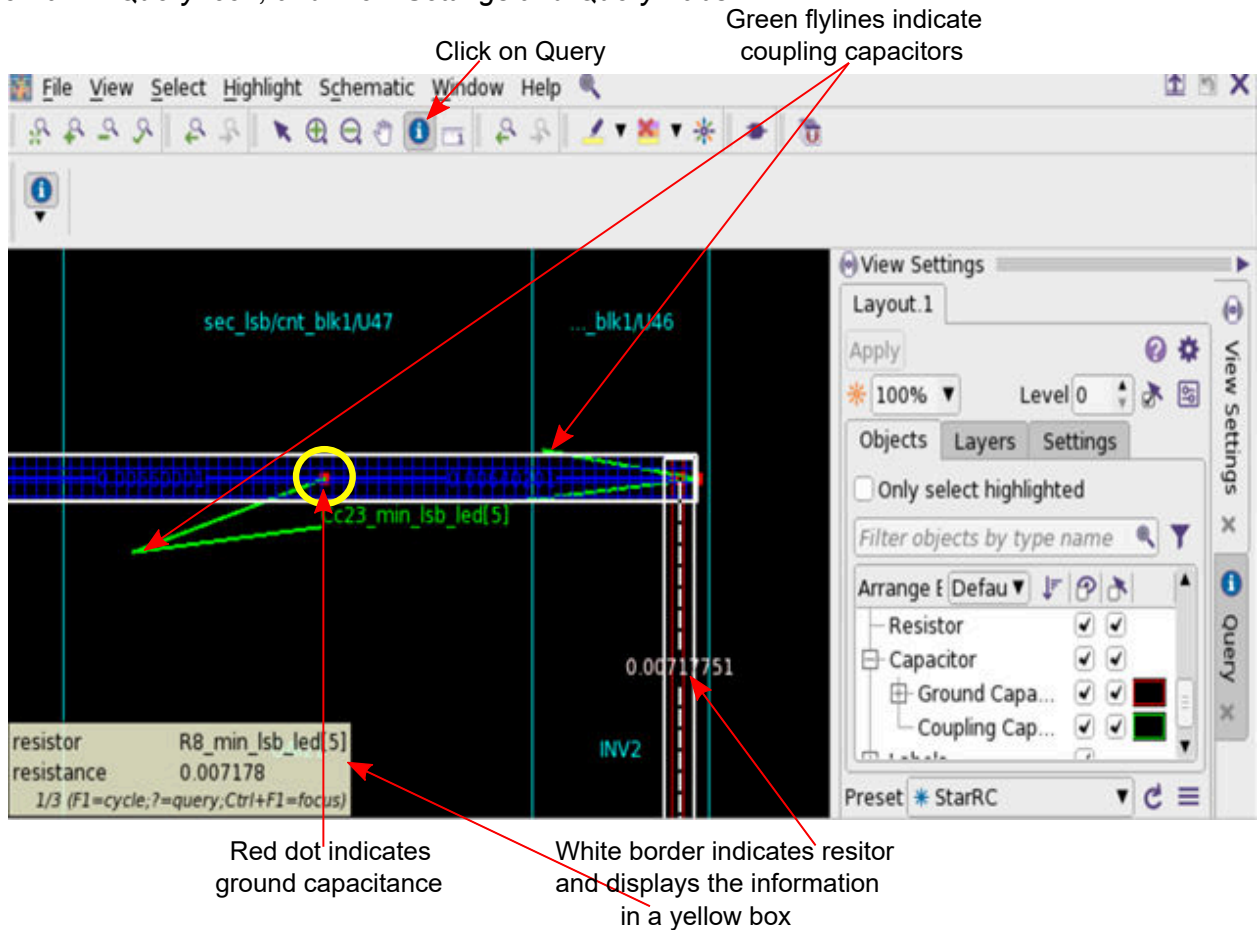 Green flylines indicate
Click on Query
coupling capacitors
File View Select Highlight Schematic Window Help
View Settings
Layout.1
sec_lsb/cnt_blk1/U47
..._blk1/U46
Apply
100%
Level 0
Objects Layers Settings
Only select highlighted
Cc23_min_lsb_led[5]
Filter objects by type name
Arrange E Defau
Resistor
Capacitor
0.00717751
Ground Capa...
Coupling Cap...
resistor R8_min_lsb_led[5]
resistance 0.007178
1/3 (F1=cycle;?=query;Ctrl+F1=focus)
INV2
Preset StarRC
View Settings
Query
Red dot indicates
ground capacitance
White border indicates resitor
and displays the information
in a yellow box